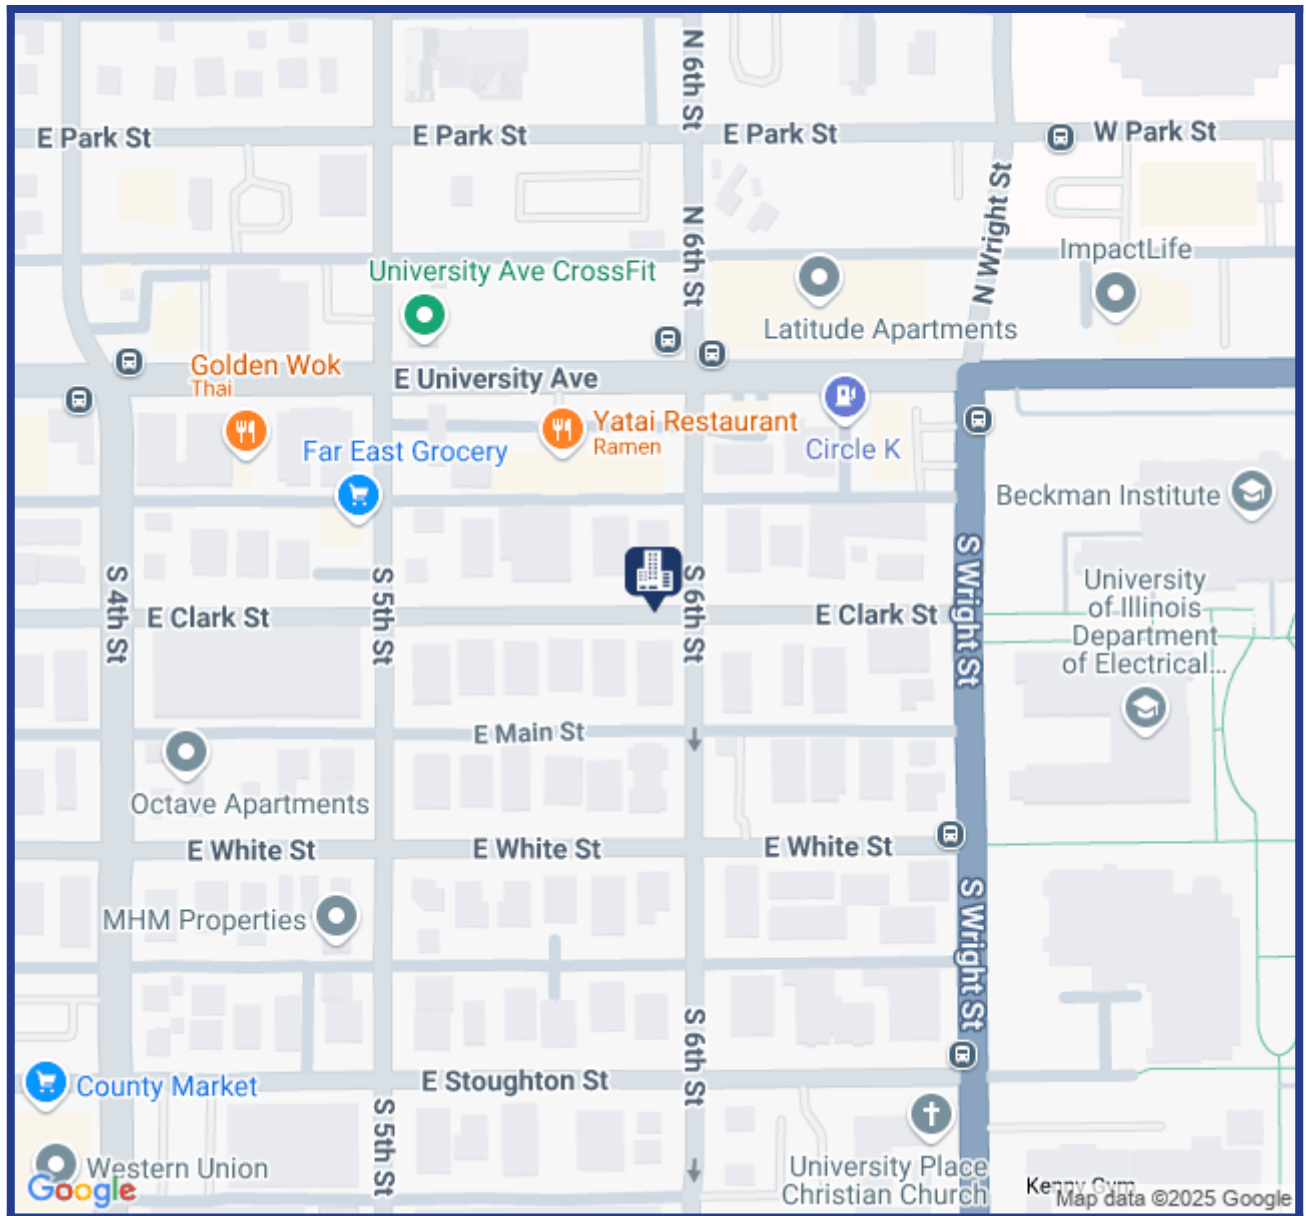 N 6th St
E Park St
E Park St
E Park St
W Park St
N Wright St
N 6th St
ImpactLife
University Ave CrossFit
Latitude Apartments
Golden Wok
Thai
E University Ave
Yatai Restaurant
Ramen
Circle K
Far East Grocery
Beckman Institute
S 4th St
S 5th St
S 6th St
S Wright St
E Clark St
E Clark St
University
of Illinois
Department
of Electrical...
E Main St
Octave Apartments
E White St
E White St
E White St
MHM Properties
S Wright St
S 6th St
County Market
E Stoughton St
S 5th St
Western Union
University Place
Christian Church
Kenny Gym
Google
Map data ©2025 Google